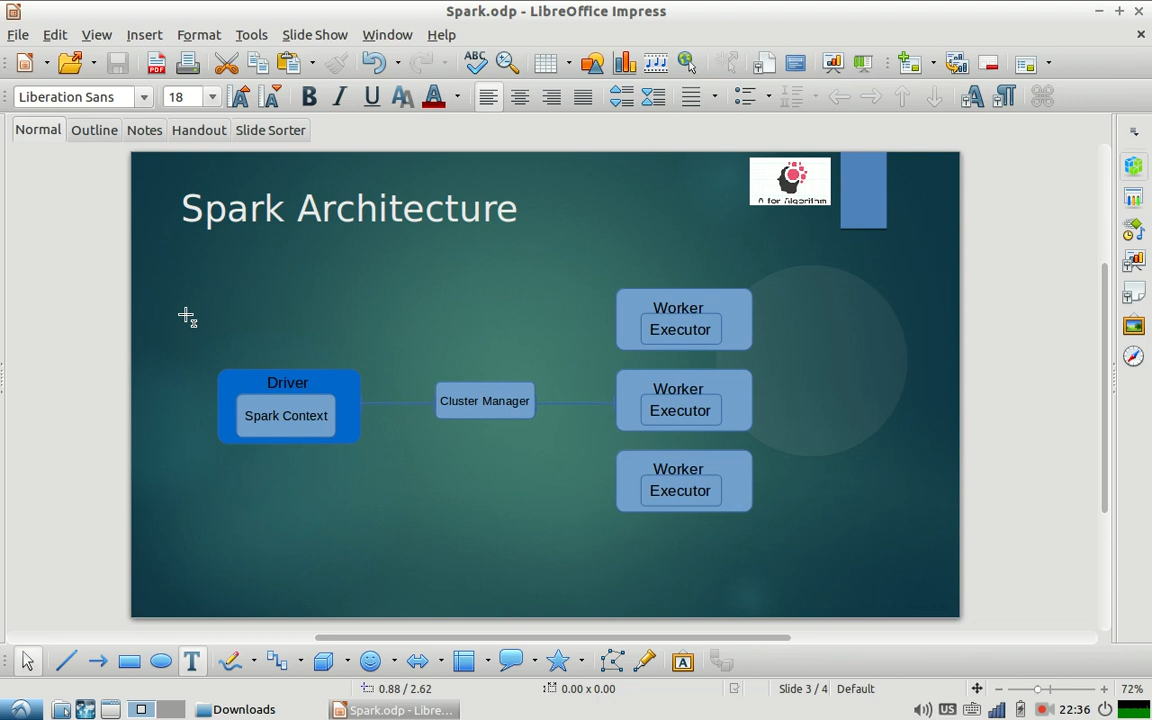 Spark.odp - LibreOffice Impress
File Edit View Insert Format Tools Slide Show Window Help
Liberation Sans 18
Normal Outline Notes Handout Slide Sorter
Spark Architecture
A for Algorithm
Worker
Executor
Driver
Spark Context
Cluster Manager
Worker
Executor
Worker
Executor
0.88 / 2.62 0.00 x 0.00 Slide 3 / 4 Default 72%
Downloads Spark.odp - Libre... US 22:36